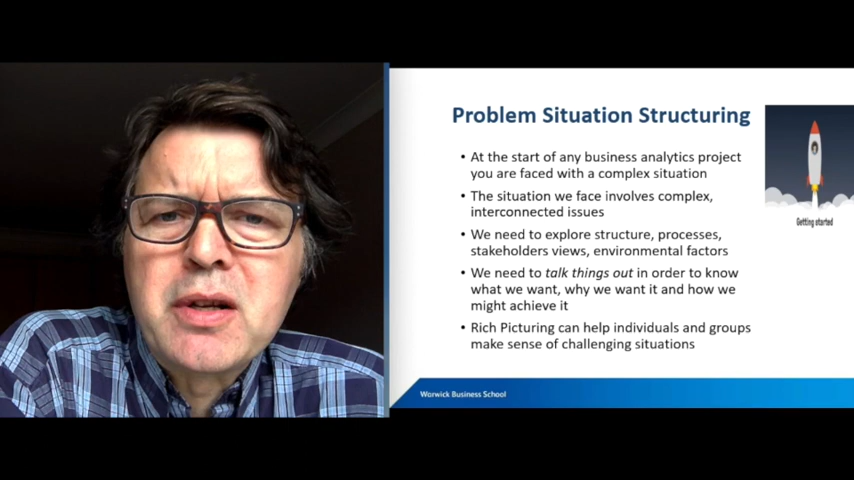 Problem Situation Structuring
• At the start of any business analytics project
you are faced with a complex situation
• The situation we face involves complex,
interconnected issues
• We need to explore structure, processes,
stakeholders views, environmental factors
• We need to talk things out in order to know
what we want, why we want it and how we
might achieve it
• Rich Picturing can help individuals and groups
make sense of challenging situations
Getting started
Warwick Business School